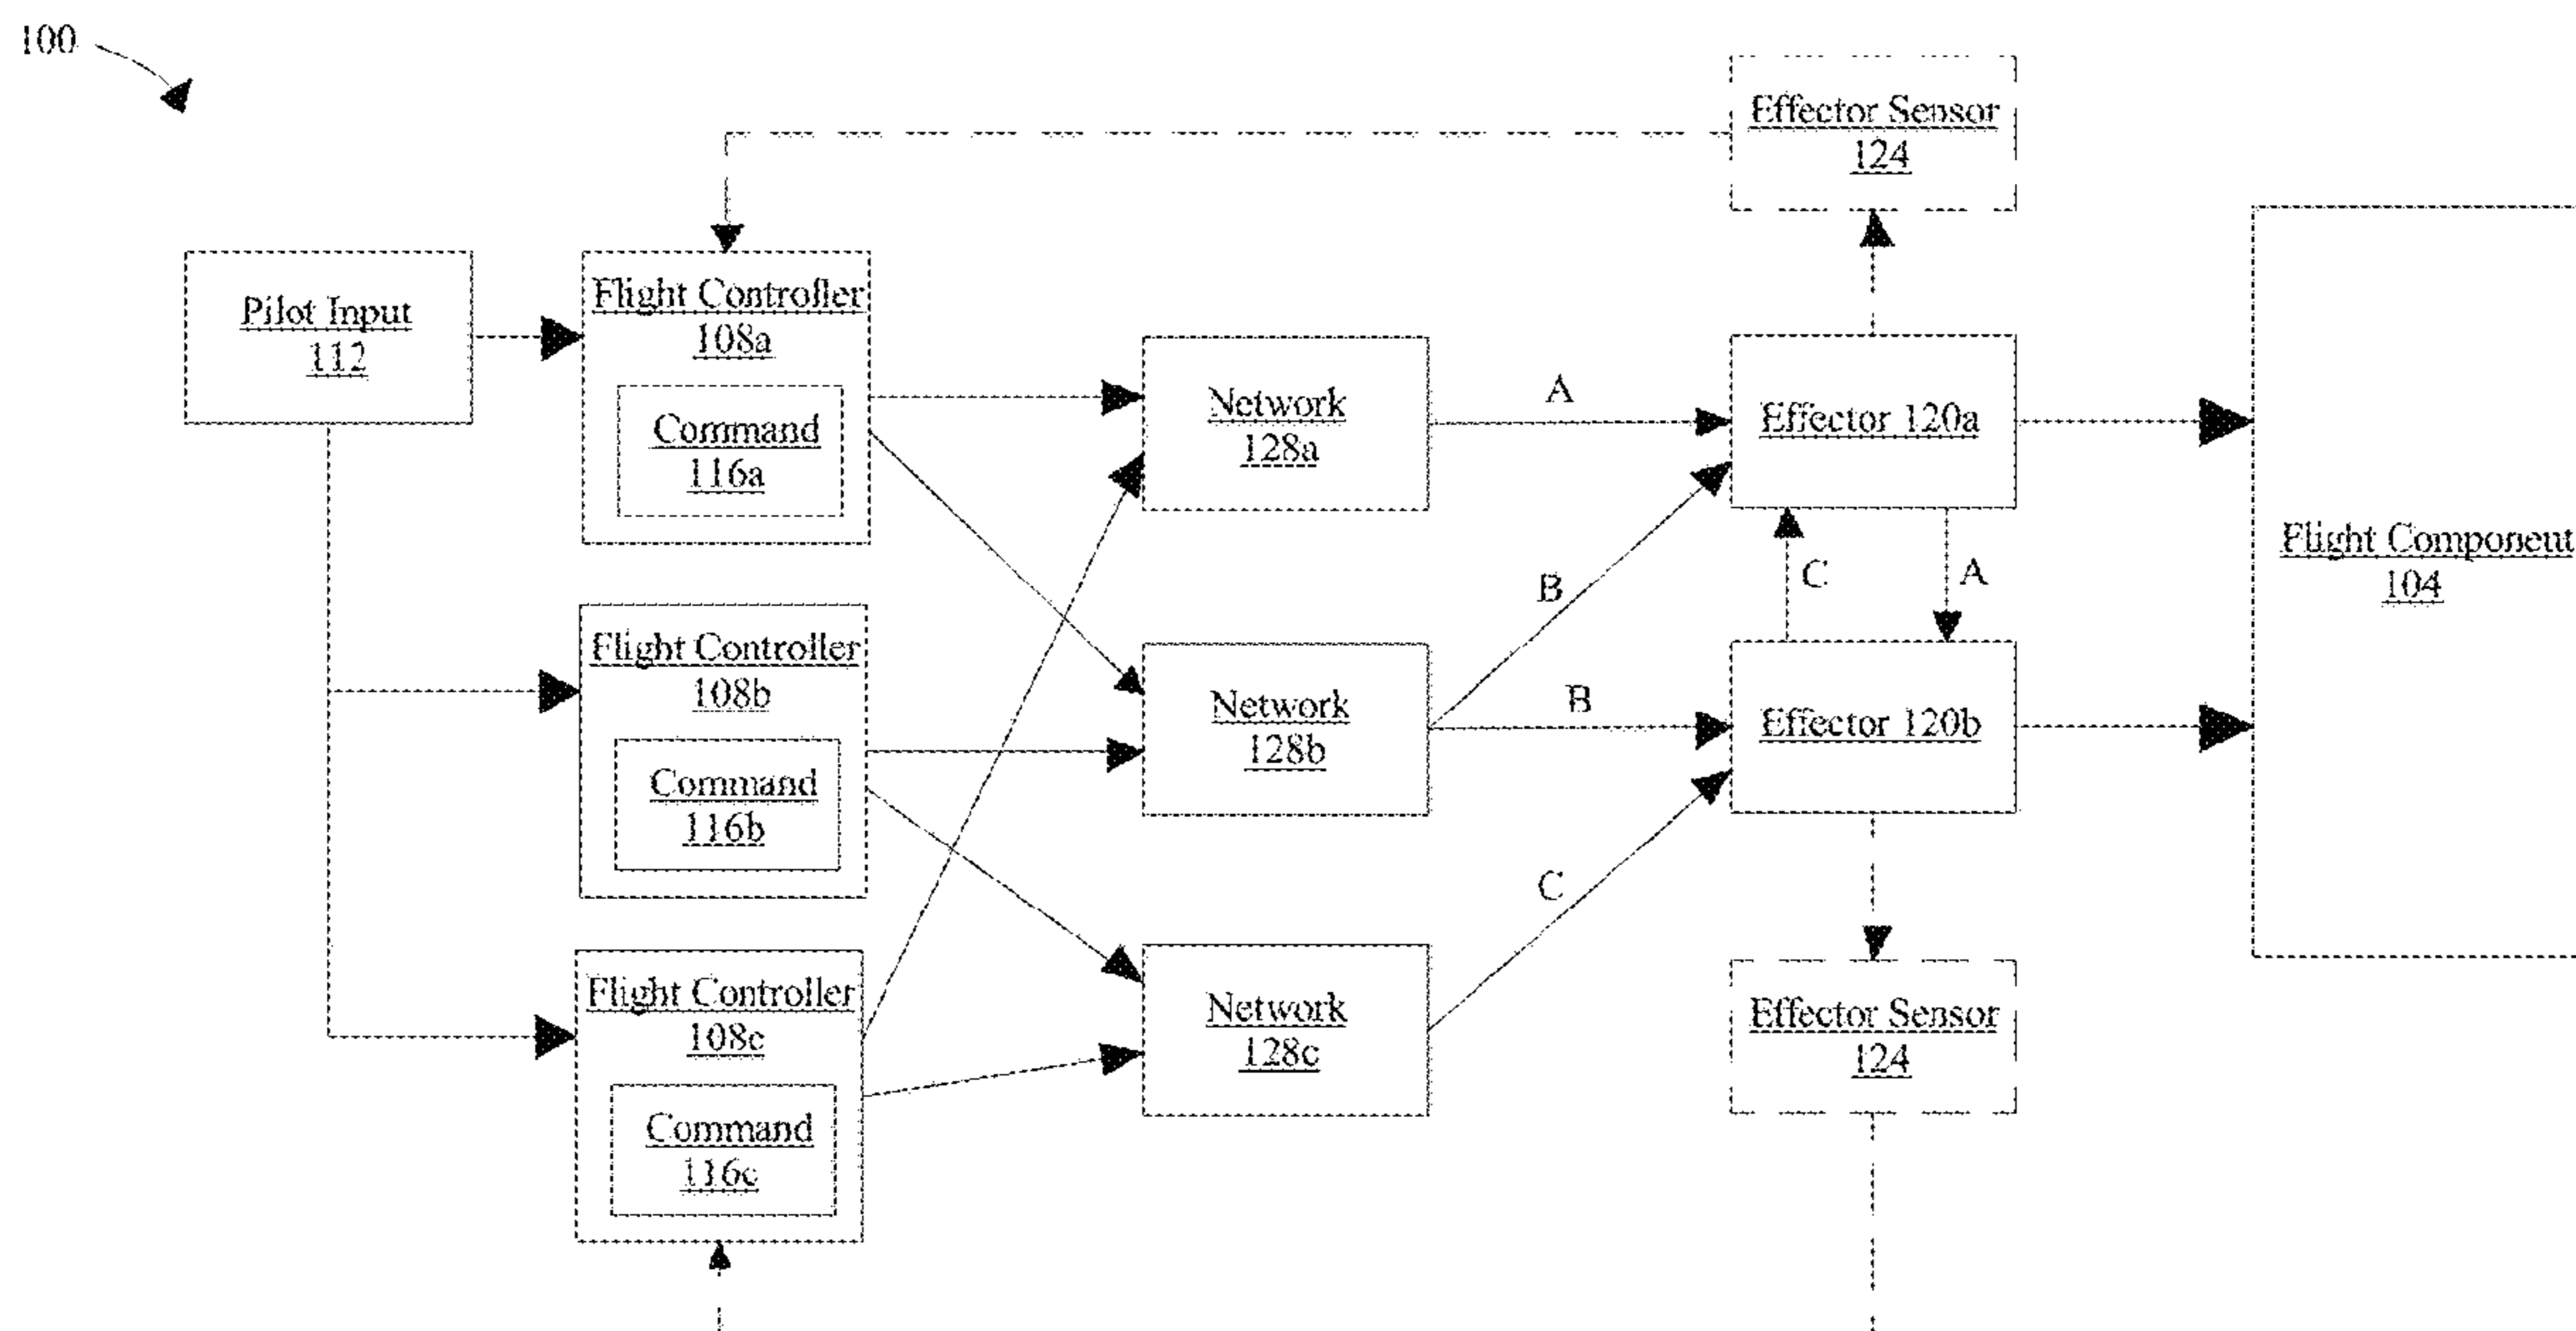 100
Effector Sensor
124
Pilot Input
112
Flight Controller
108a
Command
116a
Network
128a
A
Effector 120a
Flight Component
104
B
C
A
Flight Controller
108b
Command
116b
Network
128b
B
Effector 120b
C
Flight Controller
108c
Command
116c
Network
128c
Effector Sensor
124